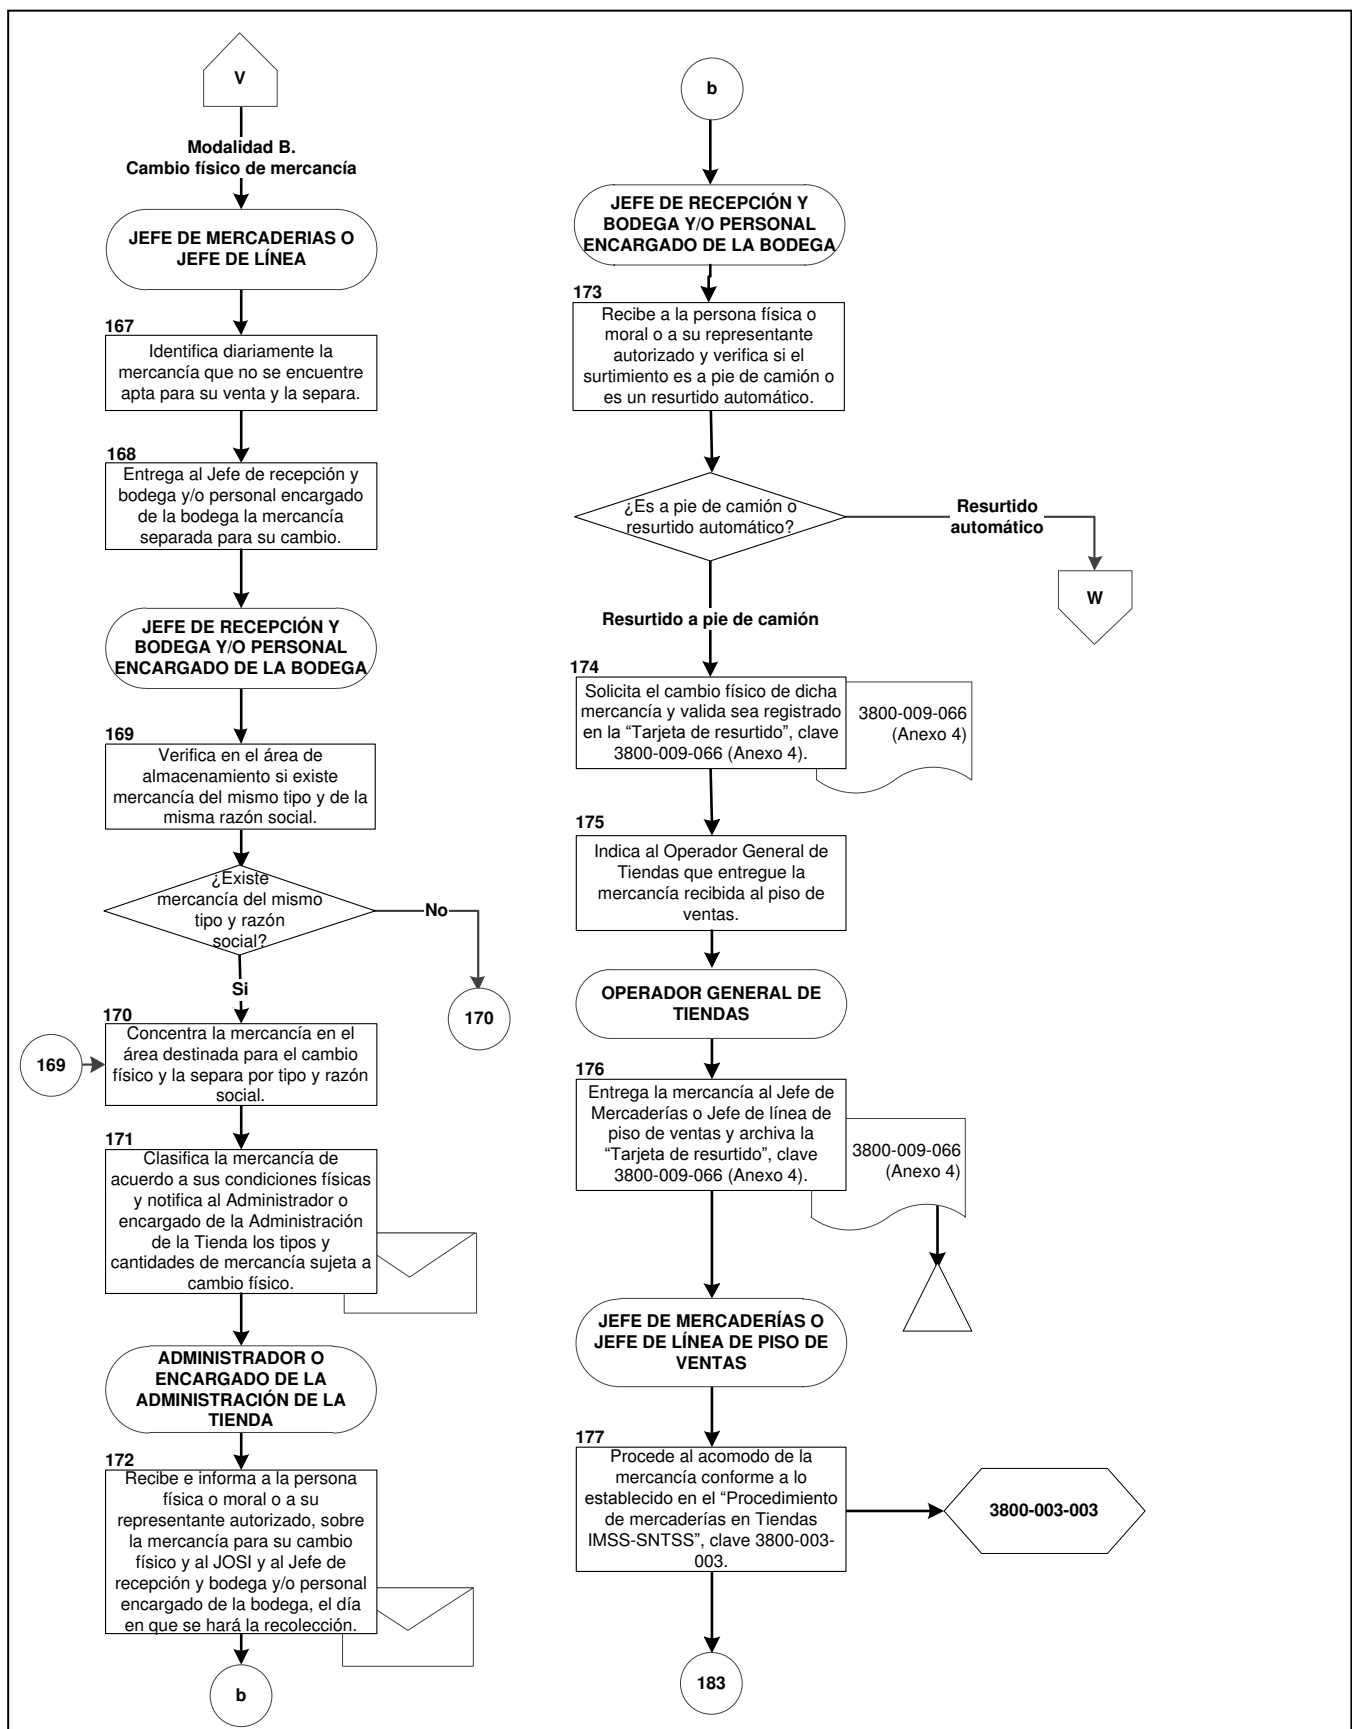 V
Modalidad B.
Cambio físico de mercancía
JEFE DE MERCADERIAS O
JEFE DE LÍNEA
167
Identifica diariamente la
mercancía que no se encuentre
apta para su venta y la separa.
168
Entrega al Jefe de recepción y
bodega y/o personal encargado
de la bodega la mercancía
separada para su cambio.
JEFE DE RECEPCIÓN Y
BODEGA Y/O PERSONAL
ENCARGADO DE LA BODEGA
169
Verifica en el área de
almacenamiento si existe
mercancía del mismo tipo y de la
misma razón social.
¿Existe
mercancía del mismo
tipo y razón
social?
No
170
Si
170
Concentra la mercancía en el
área destinada para el cambio
físico y la separa por tipo y razón
social.
169
171
Clasifica la mercancía de
acuerdo a sus condiciones físicas
y notifica al Administrador o
encargado de la Administración
de la Tienda los tipos y
cantidades de mercancía sujeta a
cambio físico.
ADMINISTRADOR O
ENCARGADO DE LA
ADMINISTRACIÓN DE LA
TIENDA
172
Recibe e informa a la persona
física o moral o a su
representante autorizado, sobre
la mercancía para su cambio
físico y al JOSI y al Jefe de
recepción y bodega y/o personal
encargado de la bodega, el día
en que se hará la recolección.
b
b
JEFE DE RECEPCIÓN Y
BODEGA Y/O PERSONAL
ENCARGADO DE LA BODEGA
173
Recibe a la persona física o
moral o a su representante
autorizado y verifica si el
surtimiento es a pie de camión o
es un resurtido automático.
¿Es a pie de camión o
resurtido automático?
Resurtido
automático
W
Resurtido a pie de camión
174
Solicita el cambio físico de dicha
mercancía y valida sea registrado
en la “Tarjeta de resurtido”, clave
3800-009-066 (Anexo 4).
3800-009-066
(Anexo 4)
175
Indica al Operador General de
Tiendas que entregue la
mercancía recibida al piso de
ventas.
OPERADOR GENERAL DE
TIENDAS
176
Entrega la mercancía al Jefe de
Mercaderías o Jefe de línea de
piso de ventas y archiva la
“Tarjeta de resurtido”, clave
3800-009-066 (Anexo 4).
3800-009-066
(Anexo 4)
JEFE DE MERCADERÍAS O
JEFE DE LÍNEA DE PISO DE
VENTAS
177
Procede al acomodo de la
mercancía conforme a lo
establecido en el “Procedimiento
de mercaderías en Tiendas
IMSS-SNTSS”, clave 3800-003-
003.
3800-003-003
183